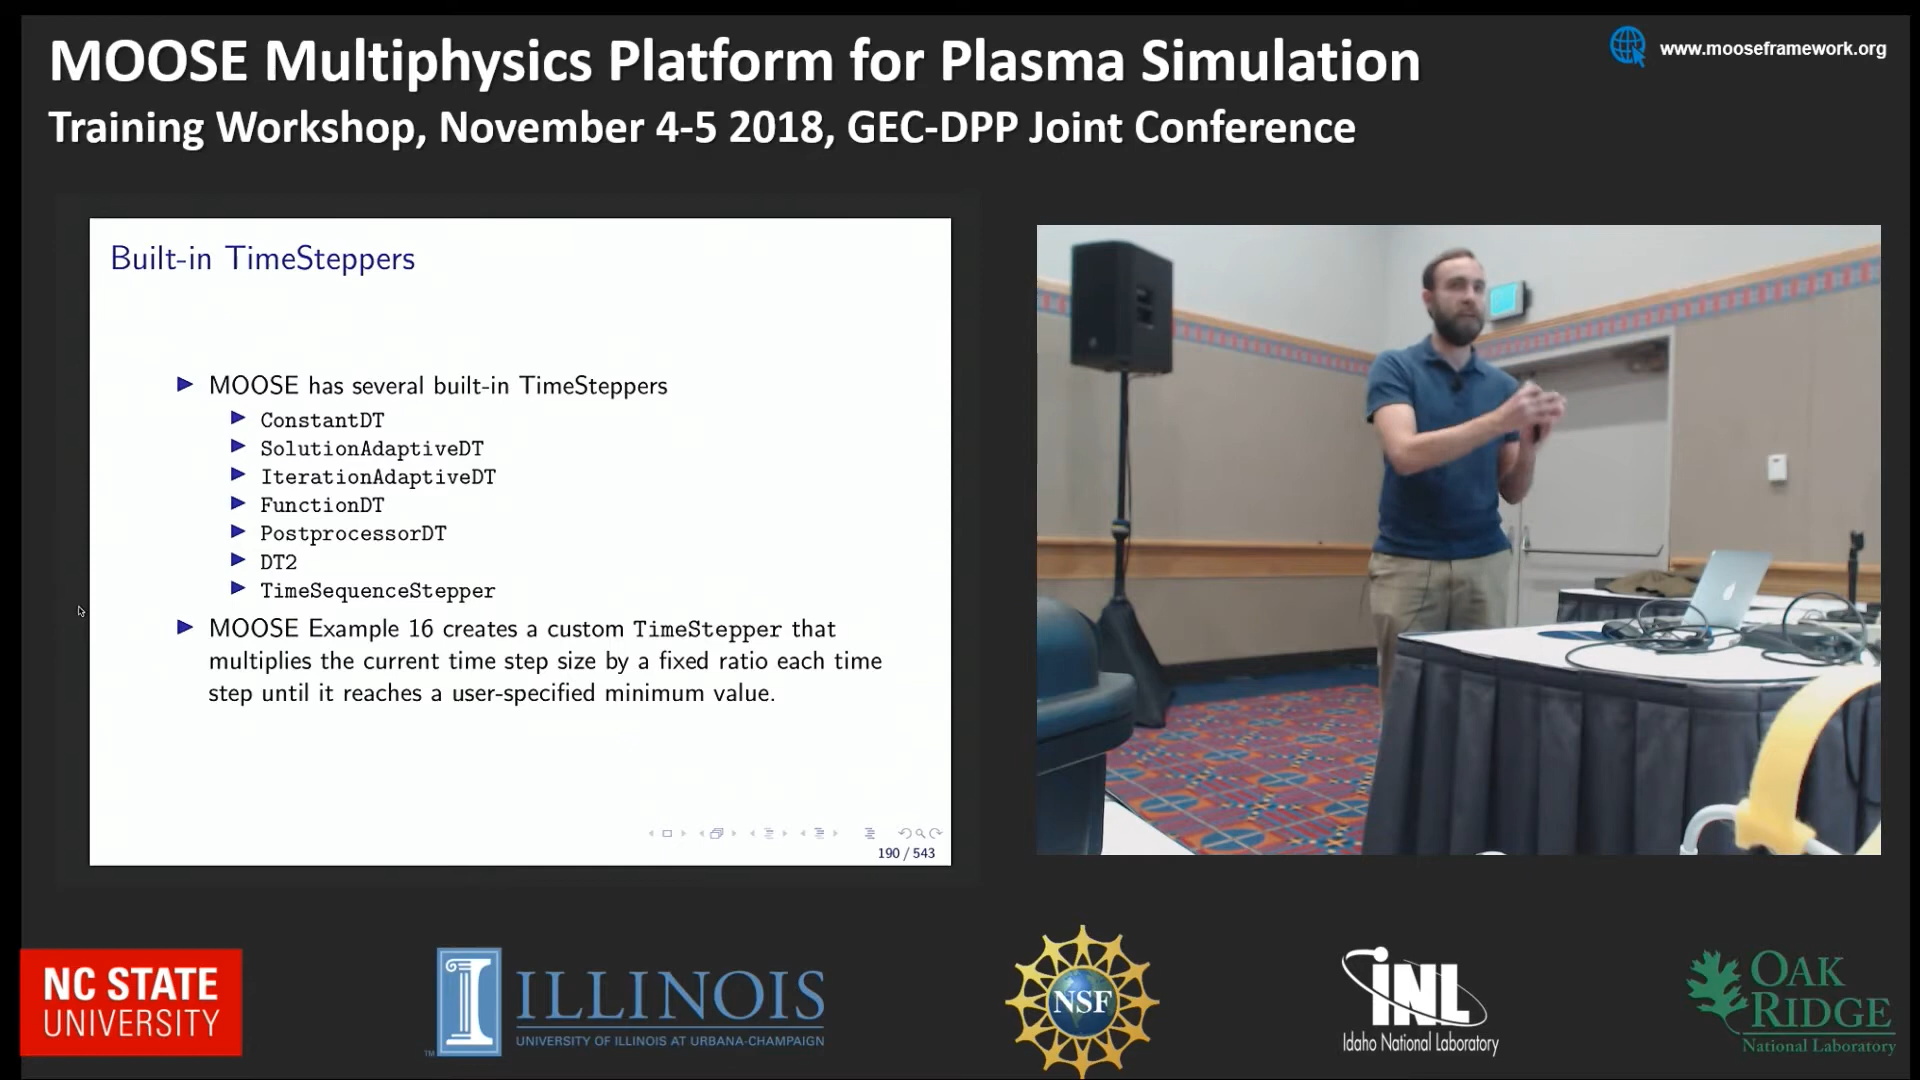 MOOSE Multiphysics Platform for Plasma Simulation
www.mooseframework.org
Training Workshop, November 4-5 2018, GEC-DPP Joint Conference
Built-in TimeSteppers
MOOSE has several built-in TimeSteppers
ConstantDT
SolutionAdaptiveDT
IterationAdaptiveDT
FunctionDT
PostprocessorDT
DT2
TimeSequenceStepper
MOOSE Example 16 creates a custom TimeStepper that
multiplies the current time step size by a fixed ratio each time
step until it reaches a user-specified minimum value.
190 / 543
NC STATE
UNIVERSITY
I
ILLINOIS
UNIVERSITY OF ILLINOIS AT URBANA-CHAMPAIGN
TM
NSF
INL
Idaho National Laboratory
OAK
RIDGE
National Laboratory